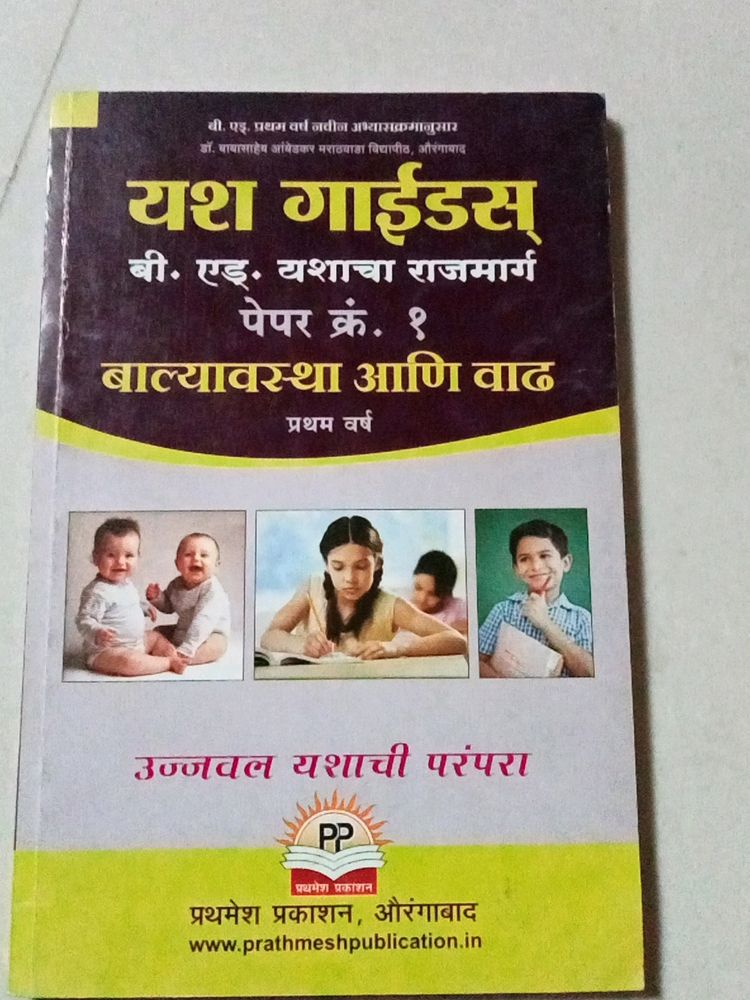 बी. एड्. प्रथम वर्ष नवीन अभ्यासक्रमानुसार
डॉ. बाबासाहेब आंबेडकर मराठवाडा विद्यापीठ, औरंगाबाद
यश गाईडस्
बी. एड्. यशाचा राजमार्ग
पेपर क्रं. १
बाल्यावस्था आणि वाढ
प्रथम वर्ष
उज्जवल यशाची परंपरा
PP
प्रथमेश प्रकाशन
प्रथमेश प्रकाशन, औरंगाबाद
www.prathmeshpublication.in